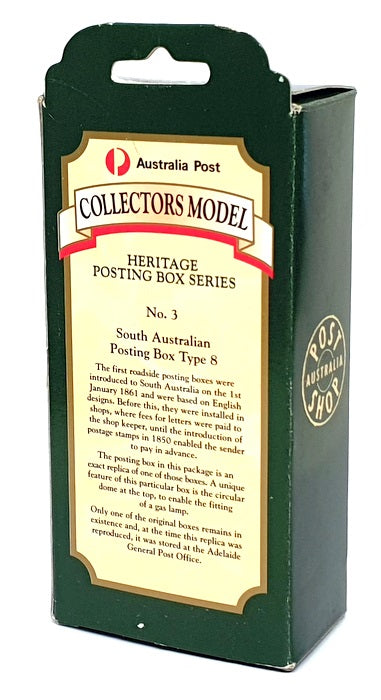 Australia Post
COLLECTORS MODEL
HERITAGE
POSTING BOX SERIES
No. 3
South Australian
Posting Box Type 8
The first roadside posting boxes were
introduced to South Australia on the 1st
January 1861 and were based on English
designs. Before this, they were installed in
shops, where fees for letters were paid to
the shop keeper, until the introduction of
postage stamps in 1850 enabled the sender
to pay in advance.
The posting box in this package is an
exact replica of one of those boxes. A unique
feature of this particular box is the circular
dome at the top, to enable the fitting
of a gas lamp.
Only one of the original boxes remains in
existence and, at the time this replica was
reproduced, it was stored at the Adelaide
General Post Office.
POST
AUSTRALIA
SHOP